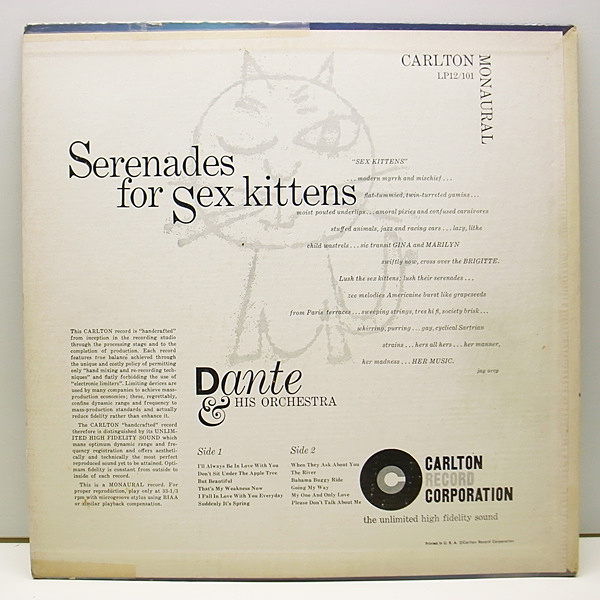 CARLTON
LP12/101
MONAURAL
Serenades
for Sex kittens
"SEX KITTENS"
...modern myrrh and mischief...
flat-tummied, twin-turreted gamins...
moist pouted underlips...amoral pixies and confused carnivores
stuffed animals, jazz and racing cars...lazy, lithe
child wastrels...sic transit GINA and MARILYN
swiftly now, cross over the BRIGITTE.
Lush the sex kittens; lush their serenades...
zee melodies Americaine burst like grapeseeds
from Paris terraces...sweeping strings, tres hi fi, society brisk...
whirring, purring...gay, cyclical Sartrian
strains...hers all hers...her manner,
her madness...HER MUSIC.
This CARLTON record is "handcrafted"
from inception in the recording studio
through the processing stage and to the
completion of production. Each record
features true balance achieved through
the unique and costly policy of permitting
only "hand mixing and re-recording tech-
niques" and flatly forbidding the use of
"electronic limiters". Limiting devices are
used by many companies to achieve mass-
production economies; these, regrettably,
confine dynamic range and frequency to
mass-production standards and actually
reduce fidelity rather than enhance it.
The CARLTON "handcrafted" record
therefore is distinguished by its UNLIM-
ITED HIGH FIDELITY SOUND which
means optimum dynamic range and fre-
quency registration and offers aestheti-
cally and technically the most perfect
reproduced sound yet to be attained. Opti-
mum fidelity is constant from outside to
inside of each record.
This is a MONAURAL record. For
proper reproduction, play only at 33-1/3
rpm with microgroove stylus using RIAA
or similar playback compensation.
Dante
& HIS ORCHESTRA
Side 1
I'll Always Be In Love With You
Don't Sit Under The Apple Tree
But Beautiful
That's My Weakness Now
I Fall In Love With You Everyday
Suddenly It's Spring
Side 2
When They Ask About You
The River
Bahama Buggy Ride
Going My Way
My One And Only Love
Please Don't Talk About Me
CARLTON
RECORD
CORPORATION
the unlimited high fidelity sound
Printed in U. S. A. ©Carlton Record Corporation